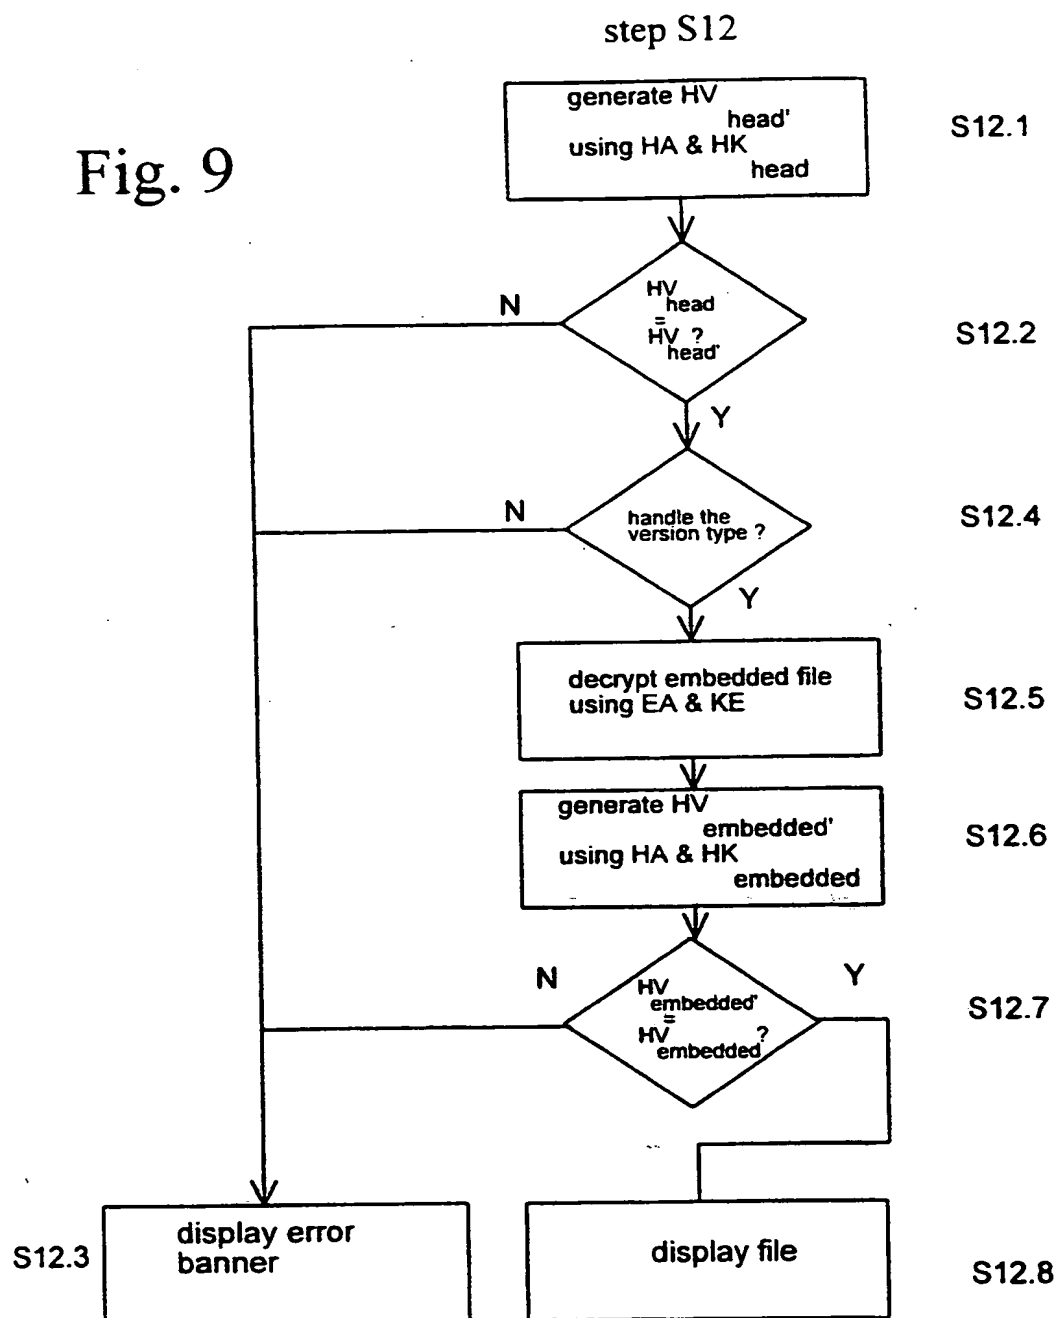 step S12
Fig. 9
generate HV
head'
using HA & HK
head
S12.1
N
HV
head
=
HV ?
head'
S12.2
Y
N
handle the
version type ?
S12.4
Y
decrypt embedded file
using EA & KE
S12.5
generate HV
embedded'
using HA & HK
embedded
S12.6
N
HV
embedded'
=
HV ?
embedded
Y
S12.7
S12.3
display error
banner
display file
S12.8